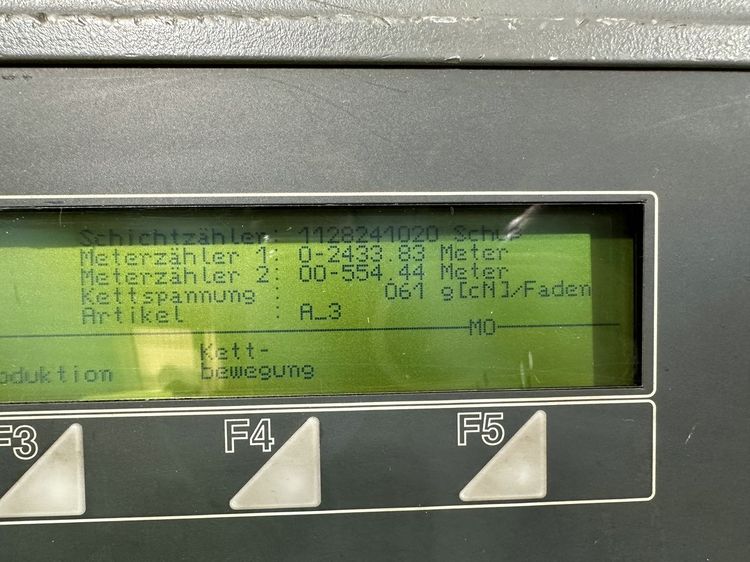 Schichtzähler: 1128241020 Schuß
Meterzähler 1: 0-2433.83 Meter
Meterzähler 2: 00-554.44 Meter
Kettspannung : 061 g[cN]/Faden
Artikel : A_3
MO
Kett-
oduktion bewegung
F3 F4 F5